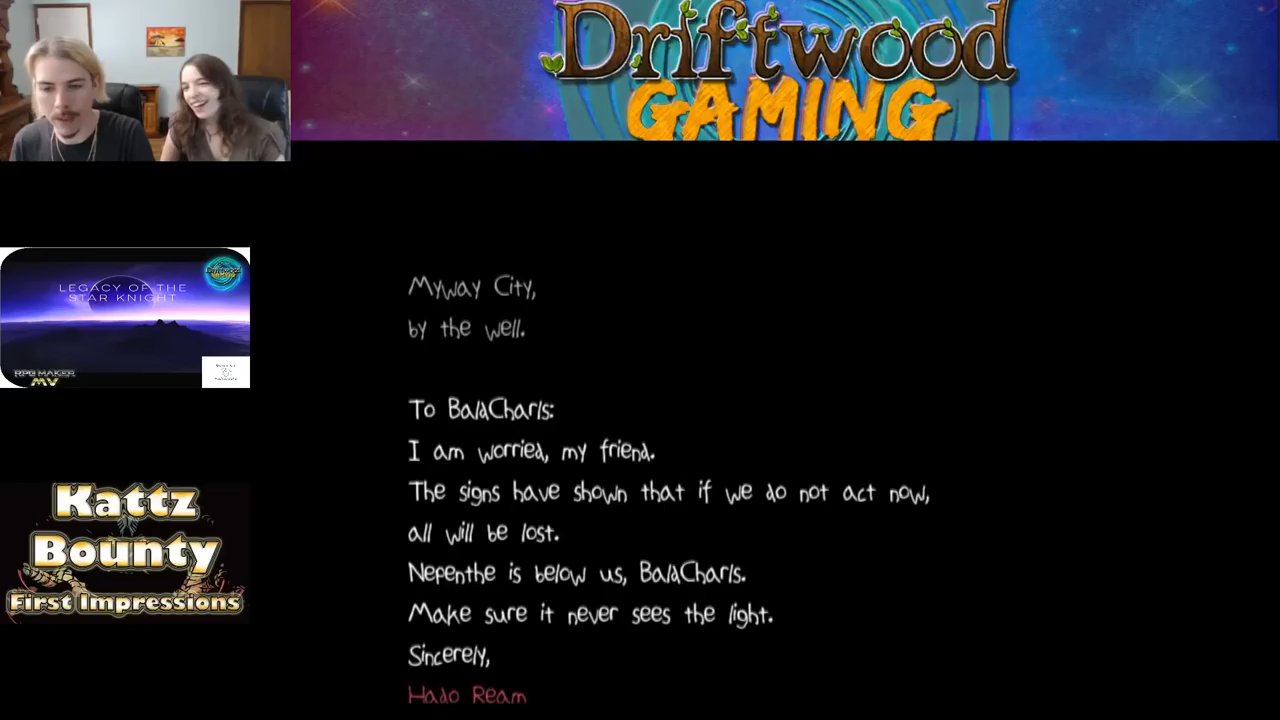 Driftwood
GAMING
LEGACY OF THE
STAR KNIGHT
RPG MAKER
MV
Kattz
Bounty
First Impressions
Myway City,
by the well.
To BaldCharls:
I am worried, my friend.
The signs have shown that if we do not act now,
all will be lost.
Nepenthe is below us, BaldCharls.
Make sure it never sees the light.
Sincerely,
Hado Ream